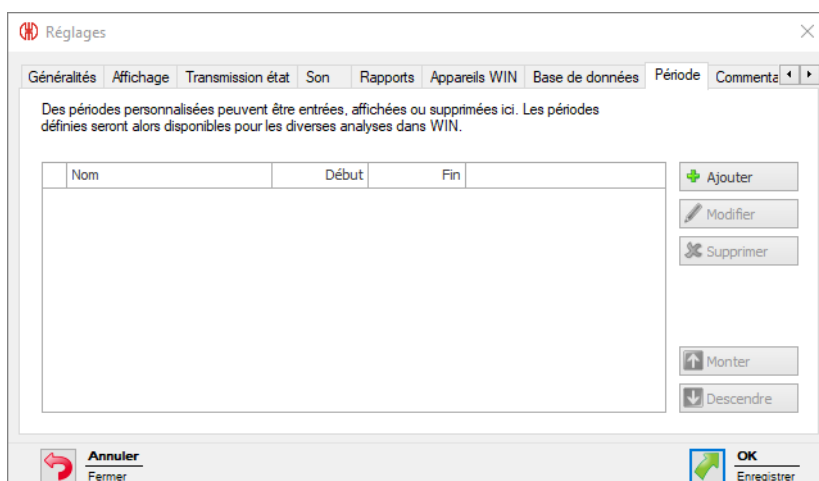 Réglages
Généralités Affichage Transmission état Son Rapports Appareils WIN Base de données Période Commenta
Des périodes personnalisées peuvent être entrées, affichées ou supprimées ici. Les périodes
définies seront alors disponibles pour les diverses analyses dans WIN.
Nom Début Fin
Ajouter
Modifier
Supprimer
Monter
Descendre
Annuler
Fermer
OK
Enregistrer